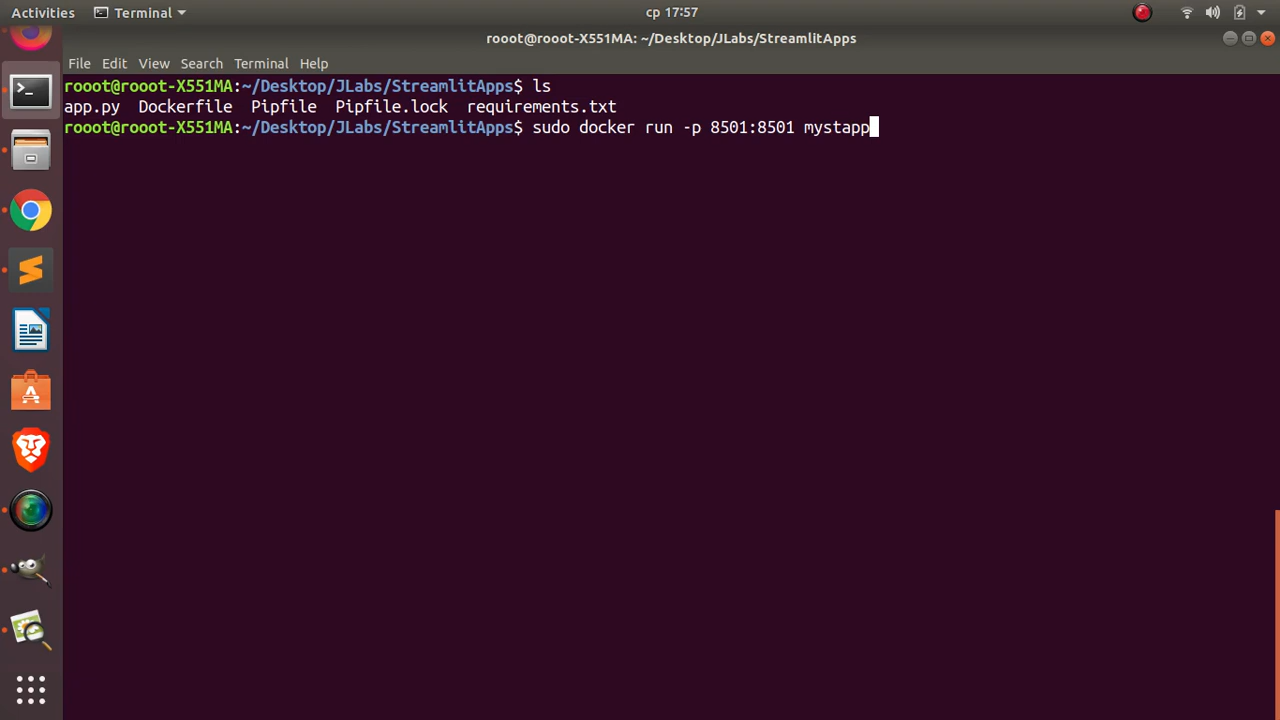 Activities Terminal ср 17:57
rooot@rooot-X551MA: ~/Desktop/JLabs/StreamlitApps
File Edit View Search Terminal Help
rooot@rooot-X551MA:~/Desktop/JLabs/StreamlitApps$ ls
app.py Dockerfile Pipfile Pipfile.lock requirements.txt
rooot@rooot-X551MA:~/Desktop/JLabs/StreamlitApps$ sudo docker run -p 8501:8501 mystapp